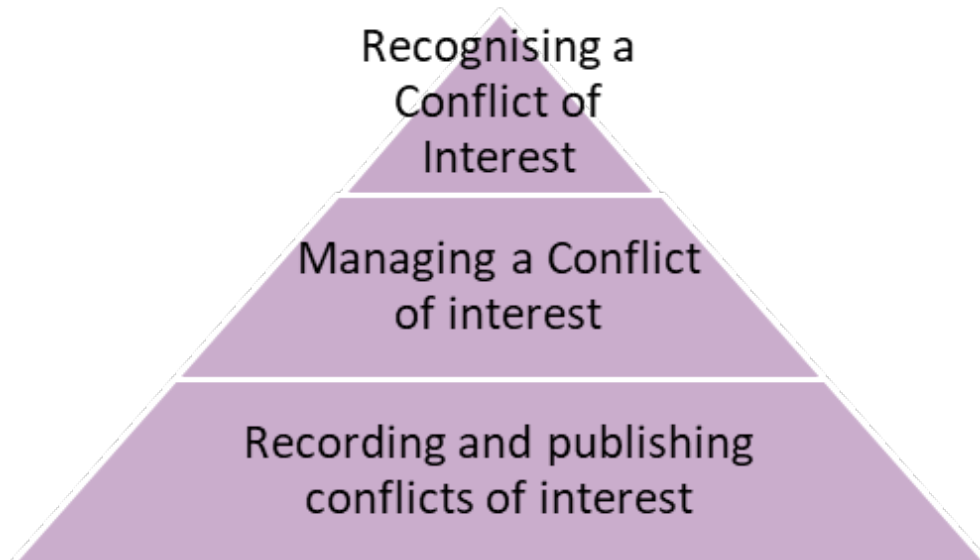 Recognising a
Conflict of
Interest
Managing a Conflict
of interest
Recording and publishing
conflicts of interest